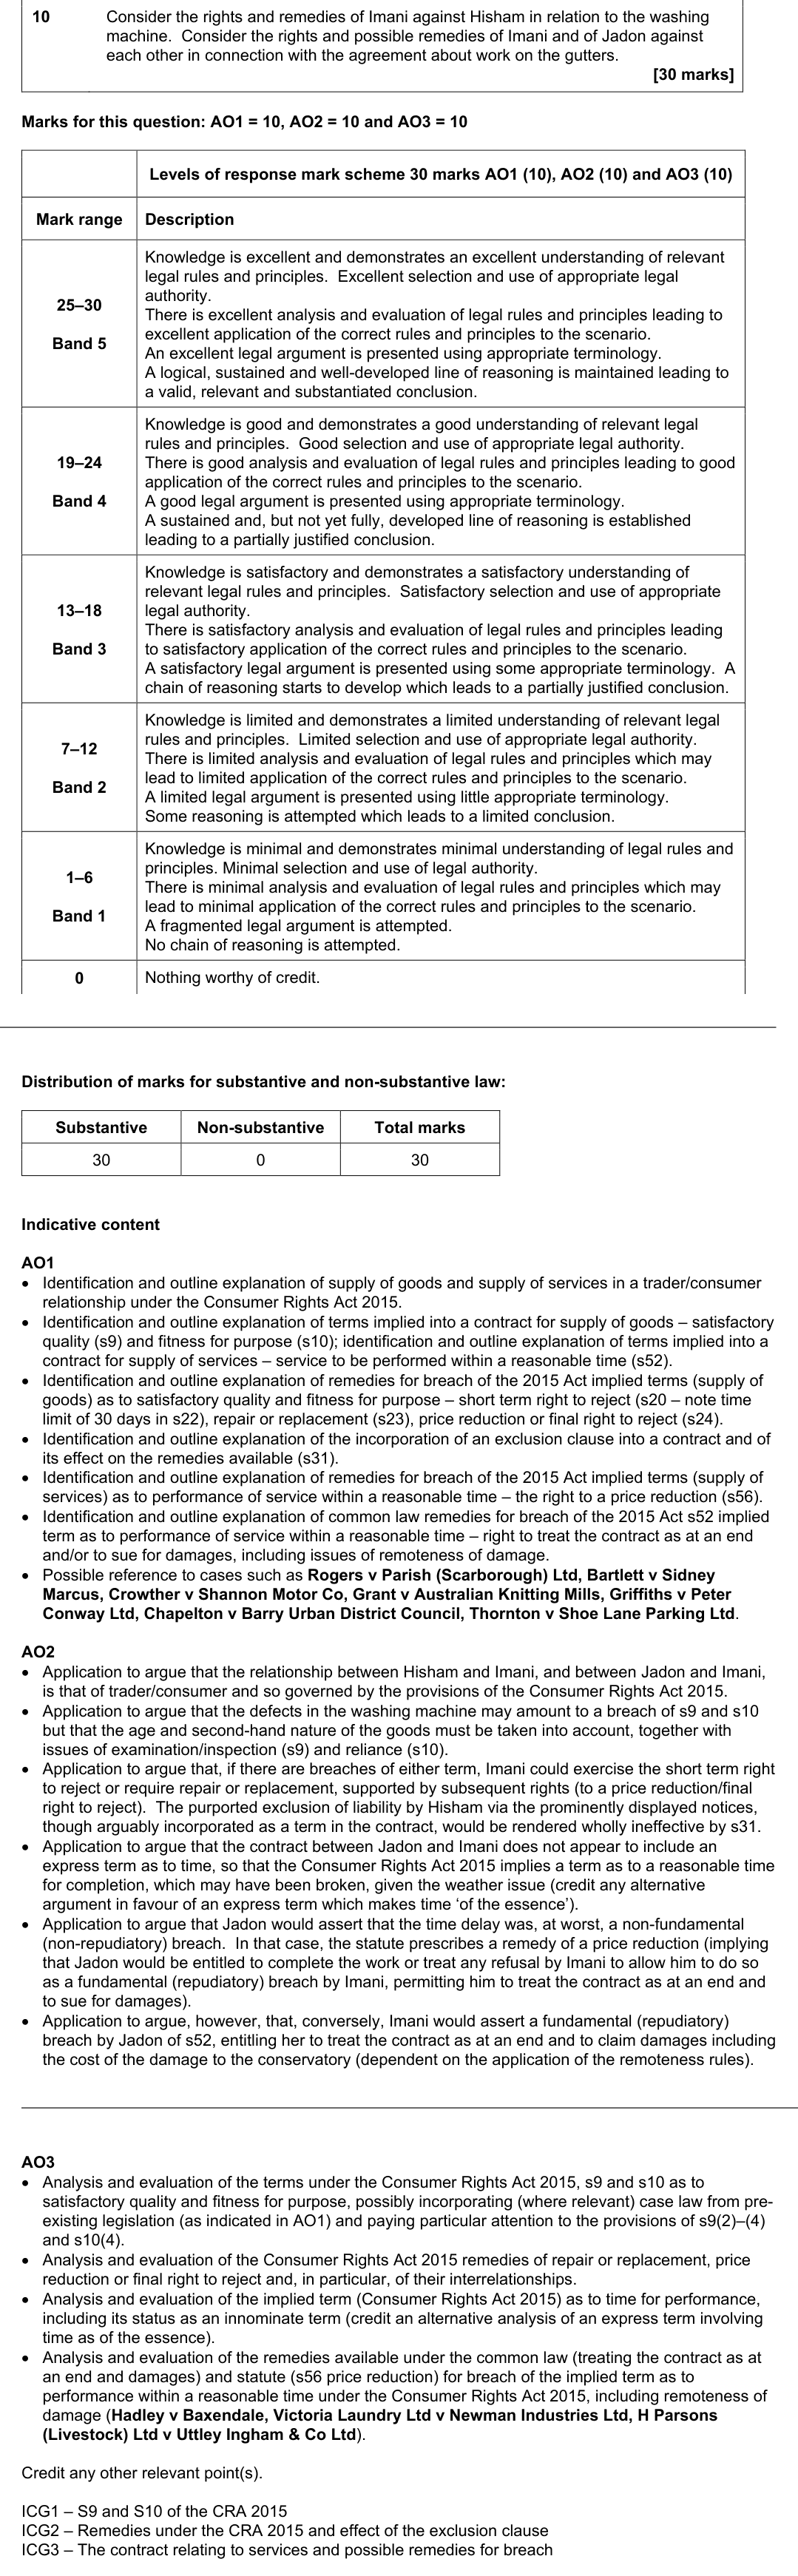 10 Consider the rights and remedies of Imani against Hisham in relation to the washing
machine. Consider the rights and possible remedies of Imani and of Jadon against
each other in connection with the agreement about work on the gutters.
[30 marks]
Marks for this question: AO1 = 10, AO2 = 10 and AO3 = 10
Levels of response mark scheme 30 marks AO1 (10), AO2 (10) and AO3 (10)
Mark range Description
25–30
Band 5
Knowledge is excellent and demonstrates an excellent understanding of relevant
legal rules and principles. Excellent selection and use of appropriate legal
authority.
There is excellent analysis and evaluation of legal rules and principles leading to
excellent application of the correct rules and principles to the scenario.
An excellent legal argument is presented using appropriate terminology.
A logical, sustained and well-developed line of reasoning is maintained leading to
a valid, relevant and substantiated conclusion.
19–24
Band 4
Knowledge is good and demonstrates a good understanding of relevant legal
rules and principles. Good selection and use of appropriate legal authority.
There is good analysis and evaluation of legal rules and principles leading to good
application of the correct rules and principles to the scenario.
A good legal argument is presented using appropriate terminology.
A sustained and, but not yet fully, developed line of reasoning is established
leading to a partially justified conclusion.
13–18
Band 3
Knowledge is satisfactory and demonstrates a satisfactory understanding of
relevant legal rules and principles. Satisfactory selection and use of appropriate
legal authority.
There is satisfactory analysis and evaluation of legal rules and principles leading
to satisfactory application of the correct rules and principles to the scenario.
A satisfactory legal argument is presented using some appropriate terminology. A
chain of reasoning starts to develop which leads to a partially justified conclusion.
7–12
Band 2
Knowledge is limited and demonstrates a limited understanding of relevant legal
rules and principles. Limited selection and use of appropriate legal authority.
There is limited analysis and evaluation of legal rules and principles which may
lead to limited application of the correct rules and principles to the scenario.
A limited legal argument is presented using little appropriate terminology.
Some reasoning is attempted which leads to a limited conclusion.
1–6
Band 1
Knowledge is minimal and demonstrates minimal understanding of legal rules and
principles. Minimal selection and use of legal authority.
There is minimal analysis and evaluation of legal rules and principles which may
lead to minimal application of the correct rules and principles to the scenario.
A fragmented legal argument is attempted.
No chain of reasoning is attempted.
0 Nothing worthy of credit.
Distribution of marks for substantive and non-substantive law:
Substantive Non-substantive Total marks
30 0 30
Indicative content
AO1
• Identification and outline explanation of supply of goods and supply of services in a trader/consumer
relationship under the Consumer Rights Act 2015.
• Identification and outline explanation of terms implied into a contract for supply of goods – satisfactory
quality (s9) and fitness for purpose (s10); identification and outline explanation of terms implied into a
contract for supply of services – service to be performed within a reasonable time (s52).
• Identification and outline explanation of remedies for breach of the 2015 Act implied terms (supply of
goods) as to satisfactory quality and fitness for purpose – short term right to reject (s20 – note time
limit of 30 days in s22), repair or replacement (s23), price reduction or final right to reject (s24).
• Identification and outline explanation of the incorporation of an exclusion clause into a contract and of
its effect on the remedies available (s31).
• Identification and outline explanation of remedies for breach of the 2015 Act implied terms (supply of
services) as to performance of service within a reasonable time – the right to a price reduction (s56).
• Identification and outline explanation of common law remedies for breach of the 2015 Act s52 implied
term as to performance of service within a reasonable time – right to treat the contract as at an end
and/or to sue for damages, including issues of remoteness of damage.
• Possible reference to cases such as Rogers v Parish (Scarborough) Ltd, Bartlett v Sidney
Marcus, Crowther v Shannon Motor Co, Grant v Australian Knitting Mills, Griffiths v Peter
Conway Ltd, Chapelton v Barry Urban District Council, Thornton v Shoe Lane Parking Ltd.
AO2
• Application to argue that the relationship between Hisham and Imani, and between Jadon and Imani,
is that of trader/consumer and so governed by the provisions of the Consumer Rights Act 2015.
• Application to argue that the defects in the washing machine may amount to a breach of s9 and s10
but that the age and second-hand nature of the goods must be taken into account, together with
issues of examination/inspection (s9) and reliance (s10).
• Application to argue that, if there are breaches of either term, Imani could exercise the short term right
to reject or require repair or replacement, supported by subsequent rights (to a price reduction/final
right to reject). The purported exclusion of liability by Hisham via the prominently displayed notices,
though arguably incorporated as a term in the contract, would be rendered wholly ineffective by s31.
• Application to argue that the contract between Jadon and Imani does not appear to include an
express term as to time, so that the Consumer Rights Act 2015 implies a term as to a reasonable time
for completion, which may have been broken, given the weather issue (credit any alternative
argument in favour of an express term which makes time ‘of the essence’).
• Application to argue that Jadon would assert that the time delay was, at worst, a non-fundamental
(non-repudiatory) breach. In that case, the statute prescribes a remedy of a price reduction (implying
that Jadon would be entitled to complete the work or treat any refusal by Imani to allow him to do so
as a fundamental (repudiatory) breach by Imani, permitting him to treat the contract as at an end and
to sue for damages).
• Application to argue, however, that, conversely, Imani would assert a fundamental (repudiatory)
breach by Jadon of s52, entitling her to treat the contract as at an end and to claim damages including
the cost of the damage to the conservatory (dependent on the application of the remoteness rules).
AO3
• Analysis and evaluation of the terms under the Consumer Rights Act 2015, s9 and s10 as to
satisfactory quality and fitness for purpose, possibly incorporating (where relevant) case law from pre-
existing legislation (as indicated in AO1) and paying particular attention to the provisions of s9(2)–(4)
and s10(4).
• Analysis and evaluation of the Consumer Rights Act 2015 remedies of repair or replacement, price
reduction or final right to reject and, in particular, of their interrelationships.
• Analysis and evaluation of the implied term (Consumer Rights Act 2015) as to time for performance,
including its status as an innominate term (credit an alternative analysis of an express term involving
time as of the essence).
• Analysis and evaluation of the remedies available under the common law (treating the contract as at
an end and damages) and statute (s56 price reduction) for breach of the implied term as to
performance within a reasonable time under the Consumer Rights Act 2015, including remoteness of
damage (Hadley v Baxendale, Victoria Laundry Ltd v Newman Industries Ltd, H Parsons
(Livestock) Ltd v Uttley Ingham & Co Ltd).
Credit any other relevant point(s).
ICG1 – S9 and S10 of the CRA 2015
ICG2 – Remedies under the CRA 2015 and effect of the exclusion clause
ICG3 – The contract relating to services and possible remedies for breach